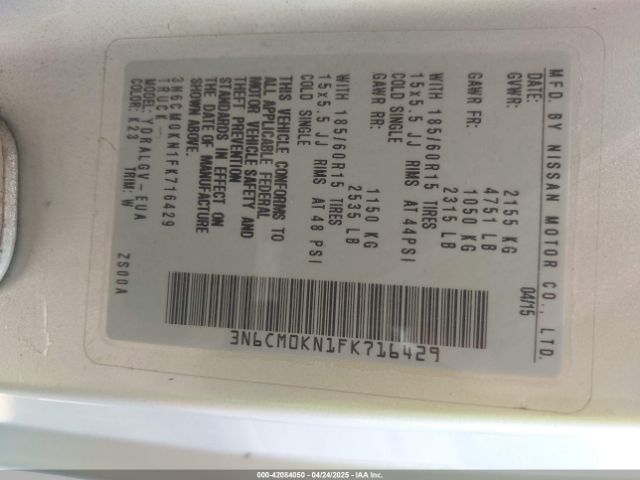 MFD. BY NISSAN MOTOR CO., LTD.
DATE: 04/15
GVWR: 2155 KG
4751 LB
GAWR FR: 1050 KG
2315 LB
WITH 185/60R15 TIRES
15x5.5 JJ RIMS AT 44PSI
COLD SINGLE
GAWR RR: 1150 KG
2535 LB
WITH 185/60R15 TIRES
15x5.5 JJ RIMS AT 48 PSI
COLD SINGLE
THIS VEHICLE CONFORMS TO
ALL APPLICABLE FEDERAL
MOTOR VEHICLE SAFETY AND
THEFT PREVENTION
STANDARDS IN EFFECT ON
THE DATE OF MANUFACTURE
SHOWN ABOVE.
3N6CM0KN1FK716429
TRUCK
MODEL: YDRALGV-EUA
COLOR: K23 TRIM: W
ZS00A
3N6CM0KN1FK716429
000-42084050 - 04/24/2025 - IAAI.com